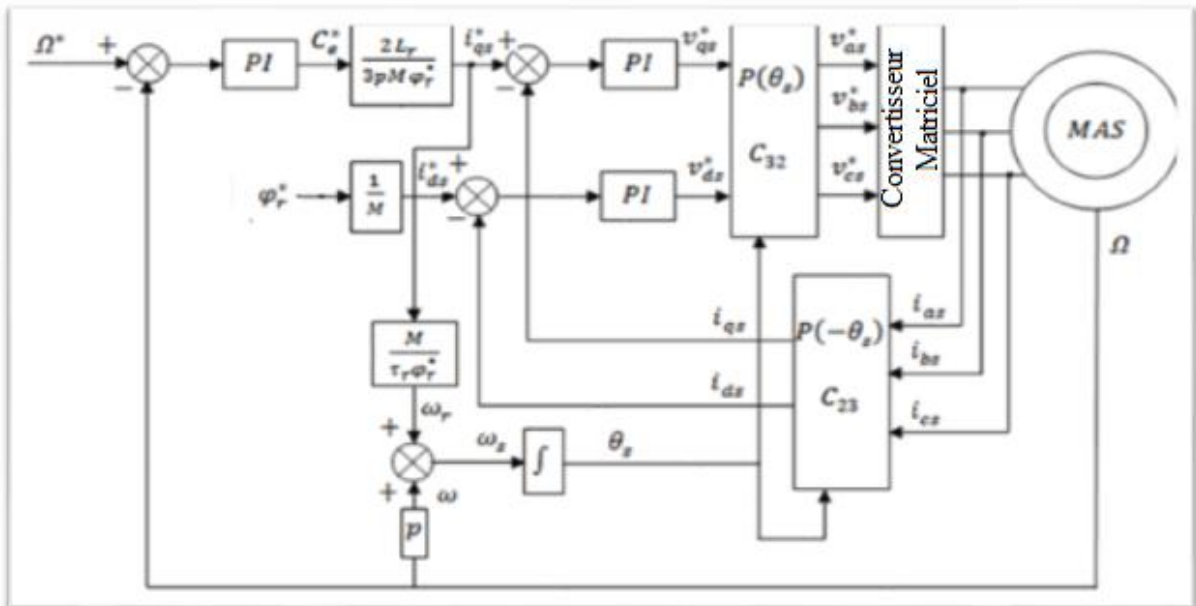 Ω* + − PI C*e 2Lr / 3pMφ*r i*qs + − PI v*qs P(θs) C32 v*as v*bs v*cs Convertisseur Matriciel MAS
φ*r 1/M i*ds + − PI v*ds
Ω
iqs P(−θs) ias
ibs
ids C23 ics
M / τrφ*r
+ ωr
ωs ∫ θs
+ ω
p